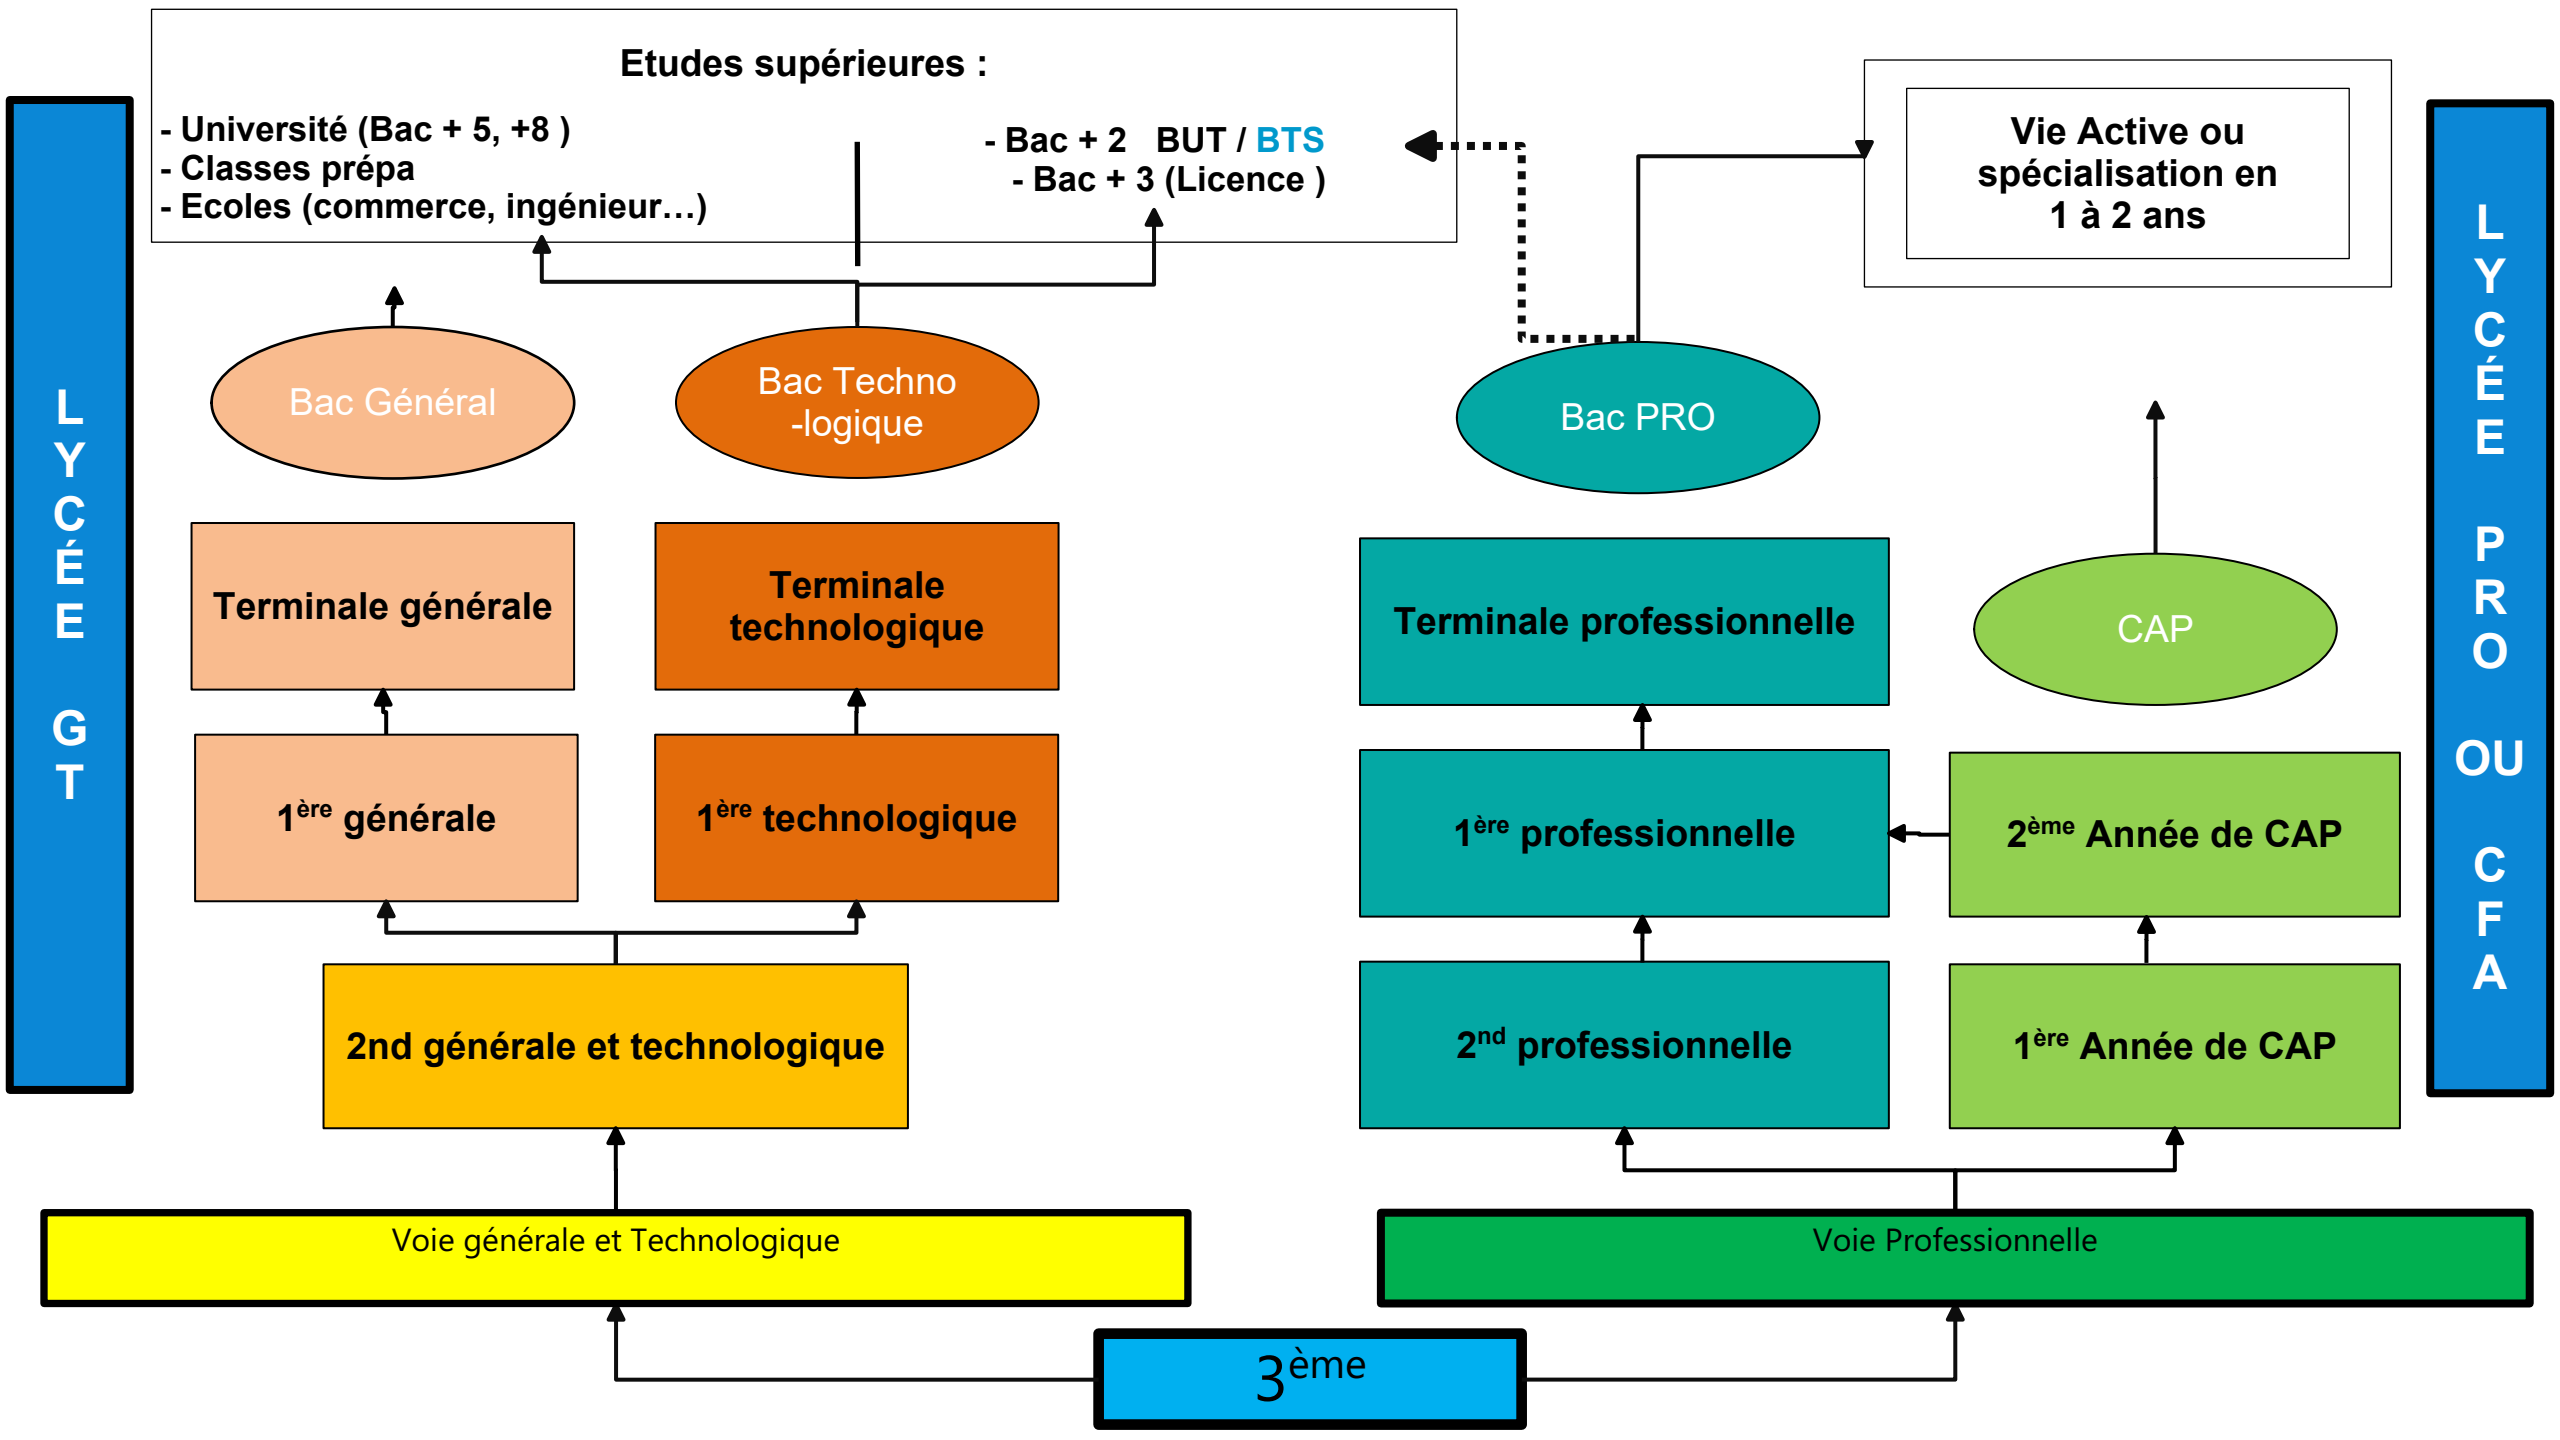 Etudes supérieures :
- Université (Bac + 5, +8 )
- Classes prépa
- Ecoles (commerce, ingénieur…)
- Bac + 2   BUT / BTS
- Bac + 3 (Licence )
Vie Active ou
spécialisation en
1 à 2 ans
L
Y
C
É
E
G
T
L
Y
C
É
E
P
R
O
OU
C
F
A
Bac Général
Bac Techno
-logique
Bac PRO
Terminale générale
Terminale
technologique
Terminale professionnelle
CAP
1ère générale
1ère technologique
1ère professionnelle
2ème Année de CAP
2nd générale et technologique
2nd professionnelle
1ère Année de CAP
Voie générale et Technologique
Voie Professionnelle
3ème